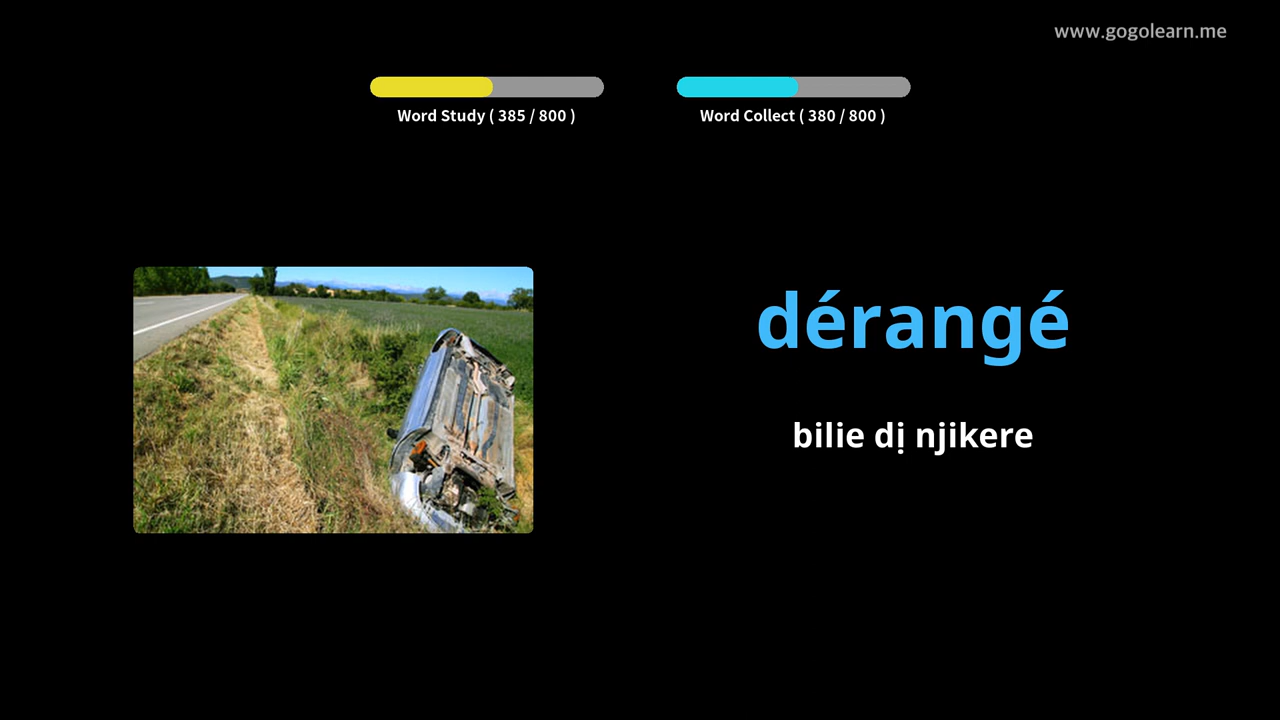 www.gogolearn.me
Word Study ( 385 / 800 )
Word Collect ( 380 / 800 )
dérangé
bilie dị njikere